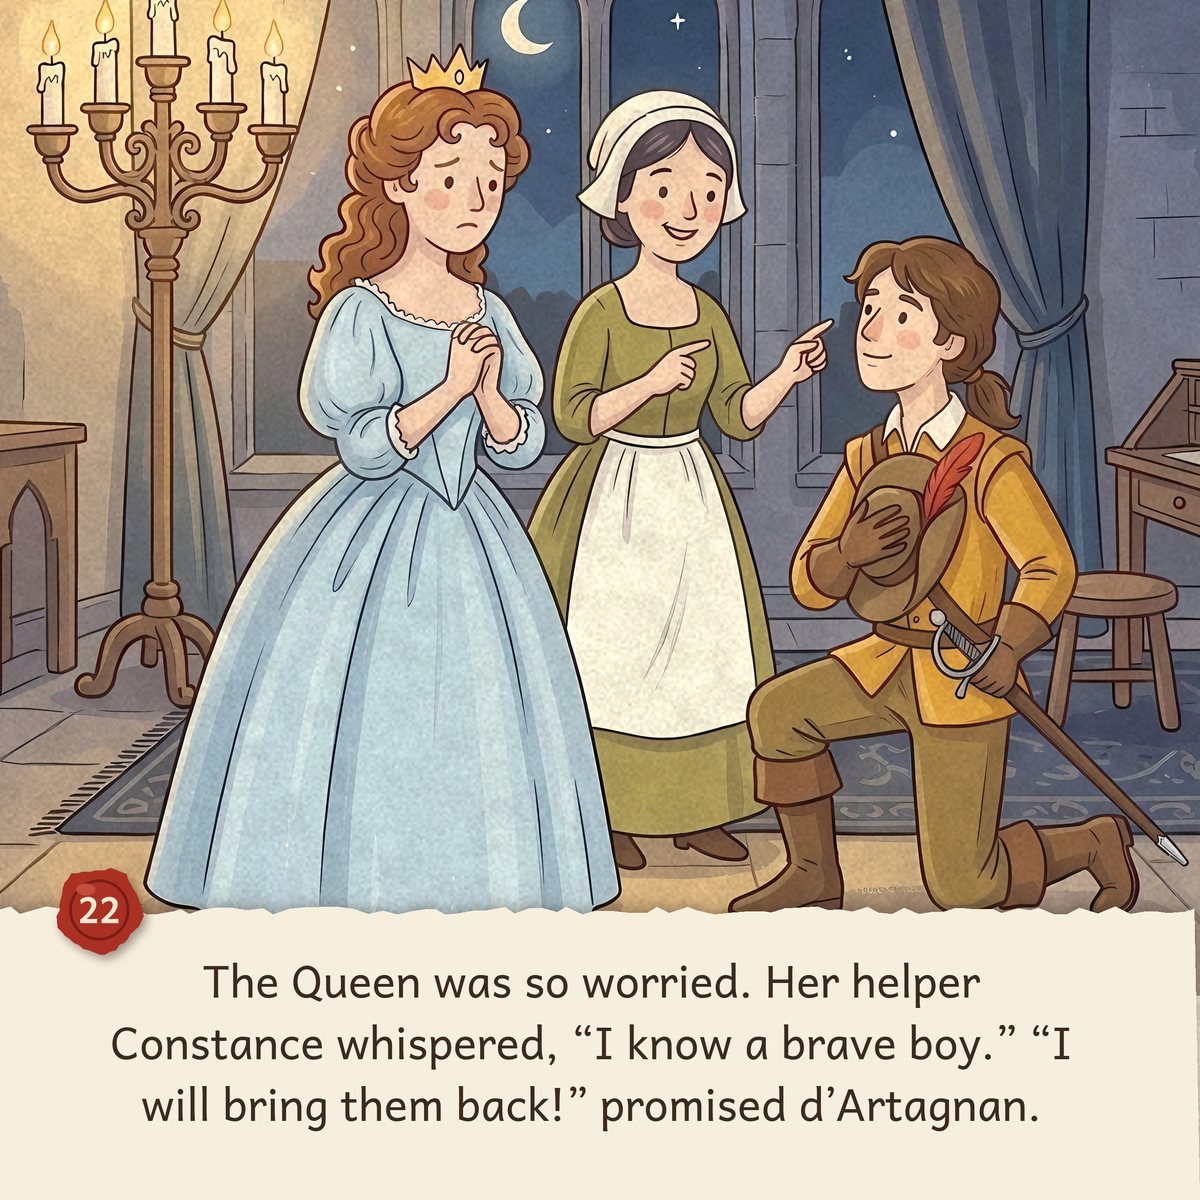 22
The Queen was so worried. Her helper
Constance whispered, “I know a brave boy.” “I
will bring them back!” promised d’Artagnan.